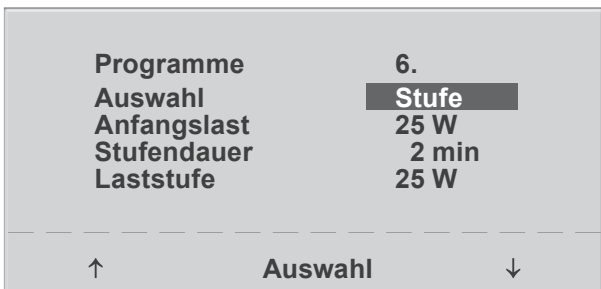 Programme 6.
Auswahl Stufe
Anfangslast 25 W
Stufendauer 2 min
Laststufe 25 W
↑ Auswahl ↓